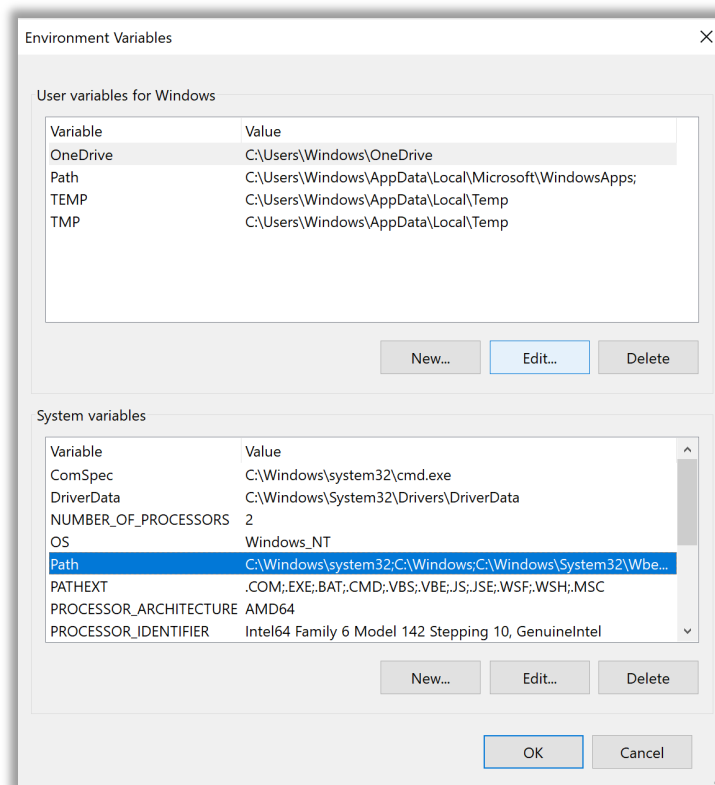 Environment Variables
User variables for Windows
Variable Value
OneDrive C:\Users\Windows\OneDrive
Path C:\Users\Windows\AppData\Local\Microsoft\WindowsApps;
TEMP C:\Users\Windows\AppData\Local\Temp
TMP C:\Users\Windows\AppData\Local\Temp
New... Edit... Delete
System variables
Variable Value
ComSpec C:\Windows\system32\cmd.exe
DriverData C:\Windows\System32\Drivers\DriverData
NUMBER_OF_PROCESSORS 2
OS Windows_NT
Path C:\Windows\system32;C:\Windows;C:\Windows\System32\Wbe...
PATHEXT .COM;.EXE;.BAT;.CMD;.VBS;.VBE;.JS;.JSE;.WSF;.WSH;.MSC
PROCESSOR_ARCHITECTURE AMD64
PROCESSOR_IDENTIFIER Intel64 Family 6 Model 142 Stepping 10, GenuineIntel
New... Edit... Delete
OK Cancel